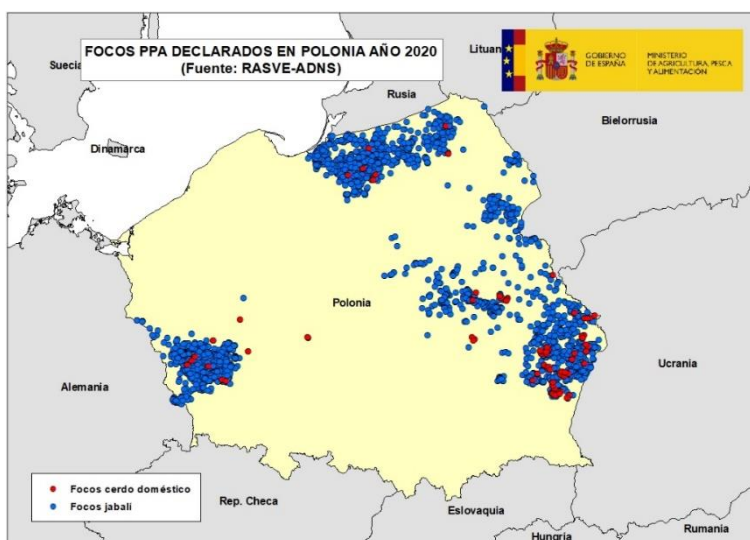 FOCOS PPA DECLARADOS EN POLONIA AÑO 2020
(Fuente: RASVE-ADNS)
GOBIERNO
DE ESPAÑA
MINISTERIO
DE AGRICULTURA, PESCA
Y ALIMENTACIÓN
Suecia
Lituan
Rusia
Bielorrusia
Dinamarca
Polonia
Alemania
Ucrania
Rep. Checa
Eslovaquia
Hungría
Rumania
Focos cerdo doméstico
Focos jabalí